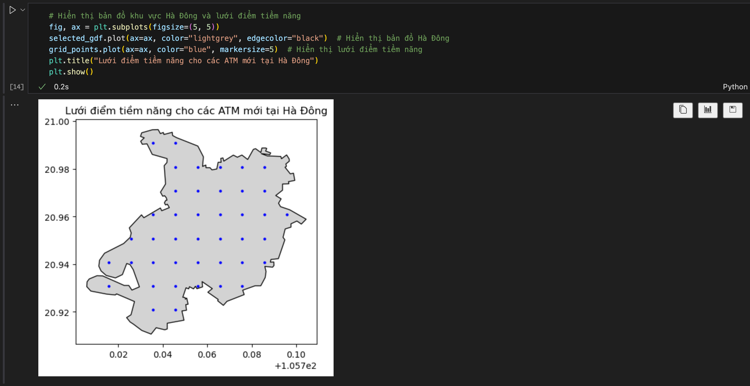 # Hiển thị bản đồ khu vực Hà Đông và lưới điểm tiềm năng
fig, ax = plt.subplots(figsize=(5, 5))
selected_gdf.plot(ax=ax, color="lightgrey", edgecolor="black")  # Hiển thị bản đồ Hà Đông
grid_points.plot(ax=ax, color="blue", markersize=5)  # Hiển thị lưới điểm tiềm năng
plt.title("Lưới điểm tiềm năng cho các ATM mới tại Hà Đông")
plt.show()
[14]
0.2s
Python
Lưới điểm tiềm năng cho các ATM mới tại Hà Đông
21.00
20.98
20.96
20.94
20.92
0.02 0.04 0.06 0.08 0.10
+1.057e2